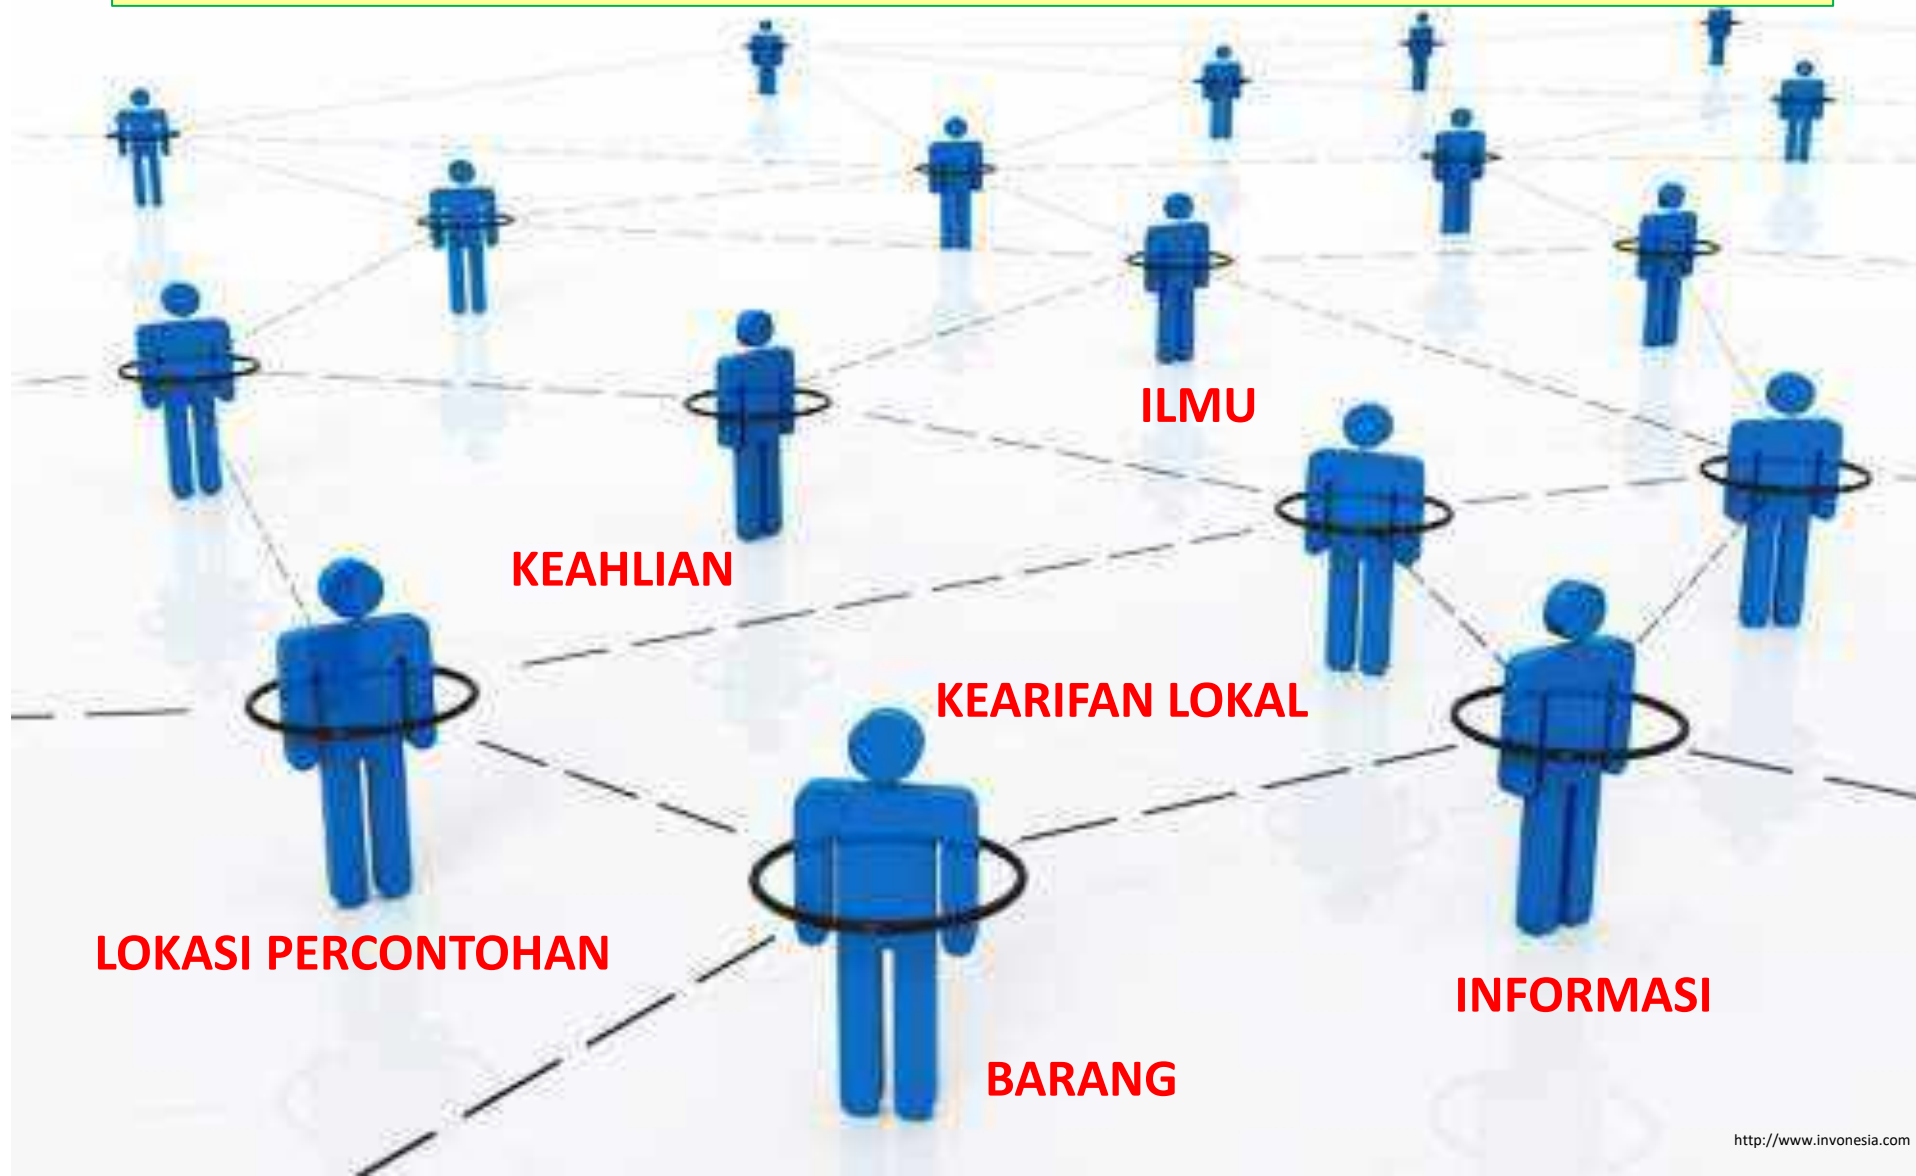 ILMU
KEAHLIAN
KEARIFAN LOKAL
LOKASI PERCONTOHAN
INFORMASI
BARANG
http://www.invonesia.com